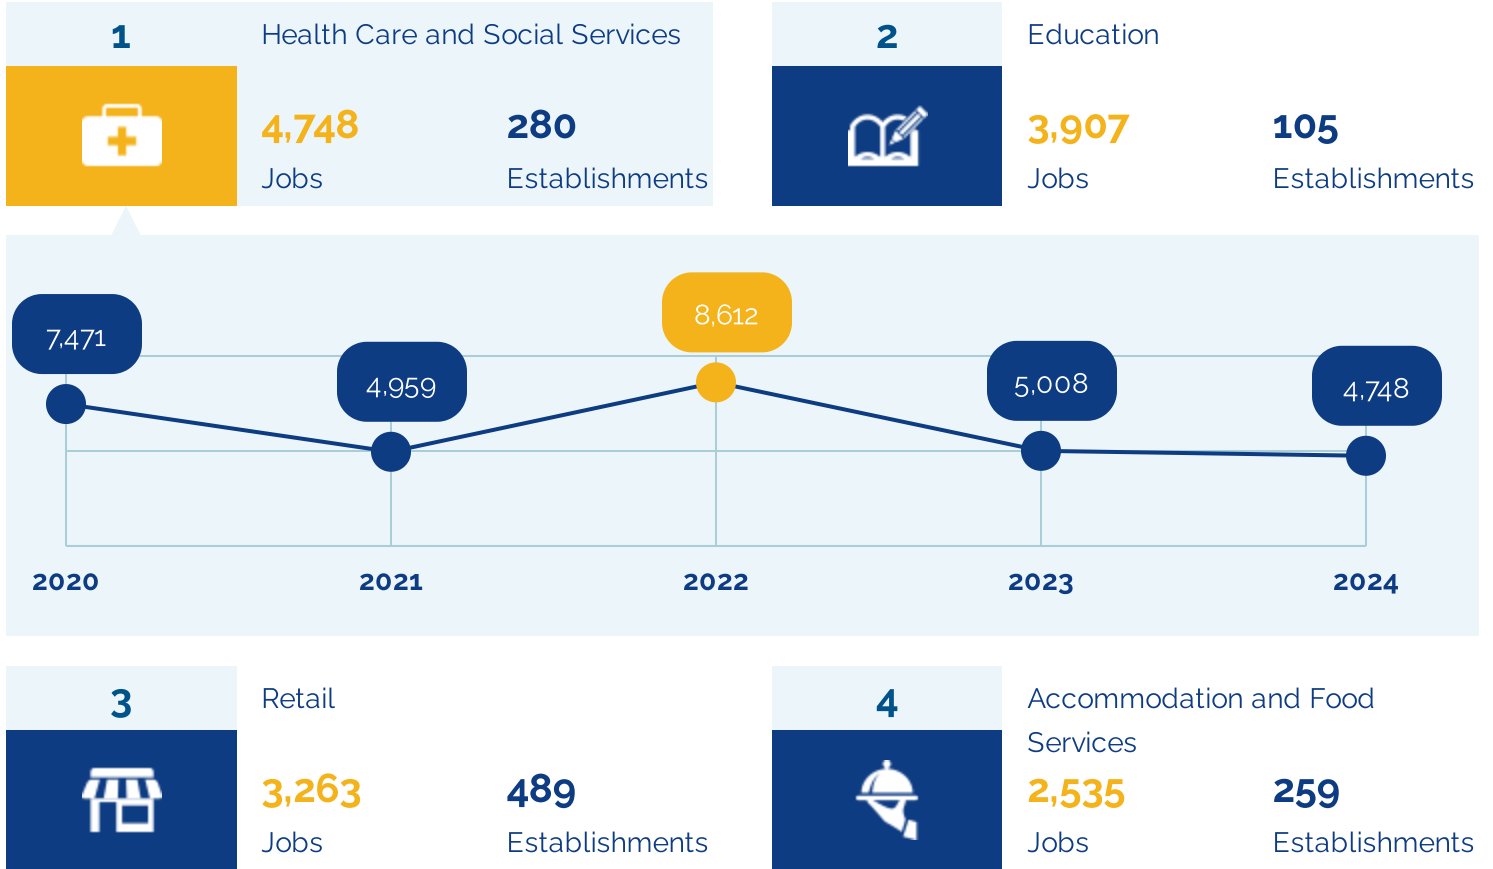 1
Health Care and Social Services
4,748
280
Jobs
Establishments
2
Education
3,907
105
Jobs
Establishments
7,471
4,959
8,612
5,008
4,748
2020
2021
2022
2023
2024
3
Retail
3,263
489
Jobs
Establishments
4
Accommodation and Food
Services
2,535
259
Jobs
Establishments